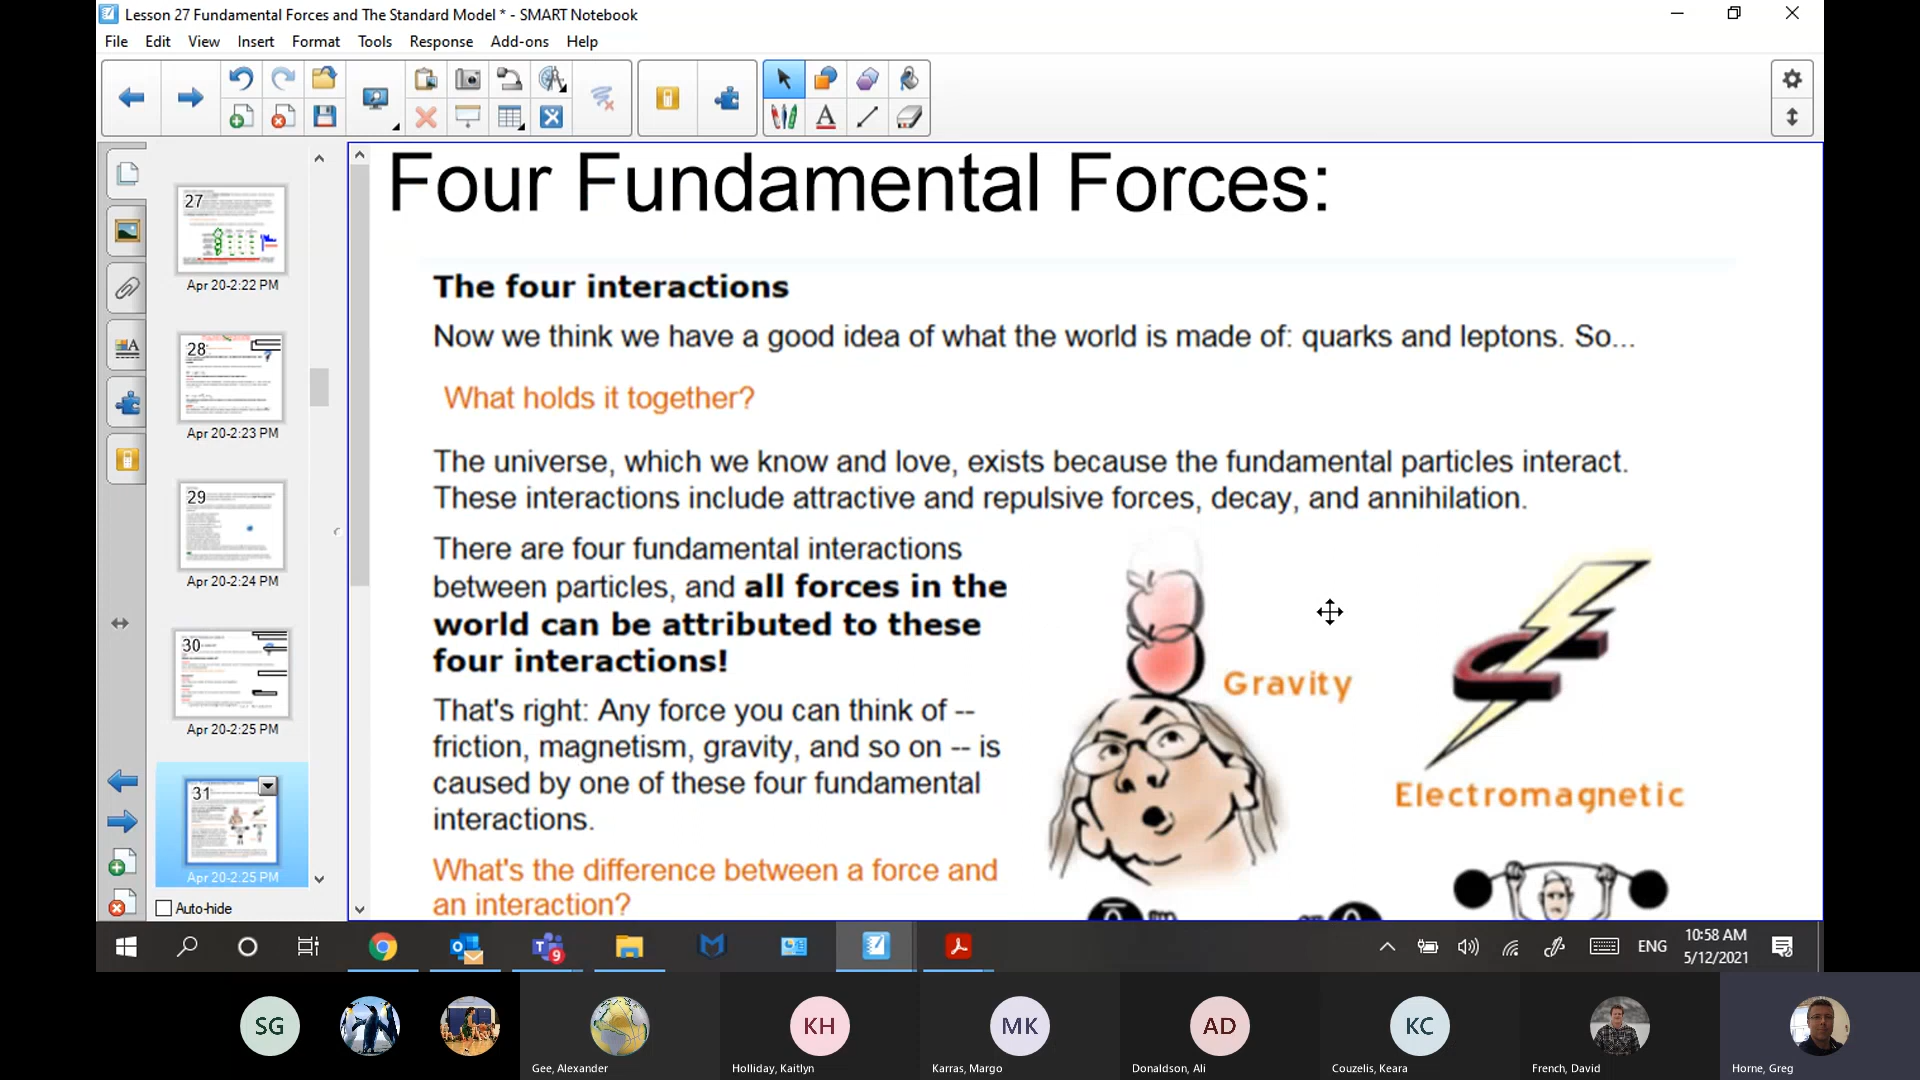 Lesson 27 Fundamental Forces and The Standard Model * - SMART Notebook
File Edit View Insert Format Tools Response Add-ons Help
27
Apr 20-2:22 PM
28
Apr 20-2:23 PM
29
Apr 20-2:24 PM
30
Apr 20-2:25 PM
31
Apr 20-2:25 PM
Auto-hide
Four Fundamental Forces:
The four interactions
Now we think we have a good idea of what the world is made of: quarks and leptons. So...
What holds it together?
The universe, which we know and love, exists because the fundamental particles interact.
These interactions include attractive and repulsive forces, decay, and annihilation.
There are four fundamental interactions
between particles, and all forces in the
world can be attributed to these
four interactions!
That's right: Any force you can think of --
friction, magnetism, gravity, and so on -- is
caused by one of these four fundamental
interactions.
What's the difference between a force and
an interaction?
Gravity
Electromagnetic
9
ENG
10:58 AM
5/12/2021
SG
KH
MK
AD
KC
Gee, Alexander
Holliday, Kaitlyn
Karras, Margo
Donaldson, Ali
Couzelis, Keara
French, David
Horne, Greg